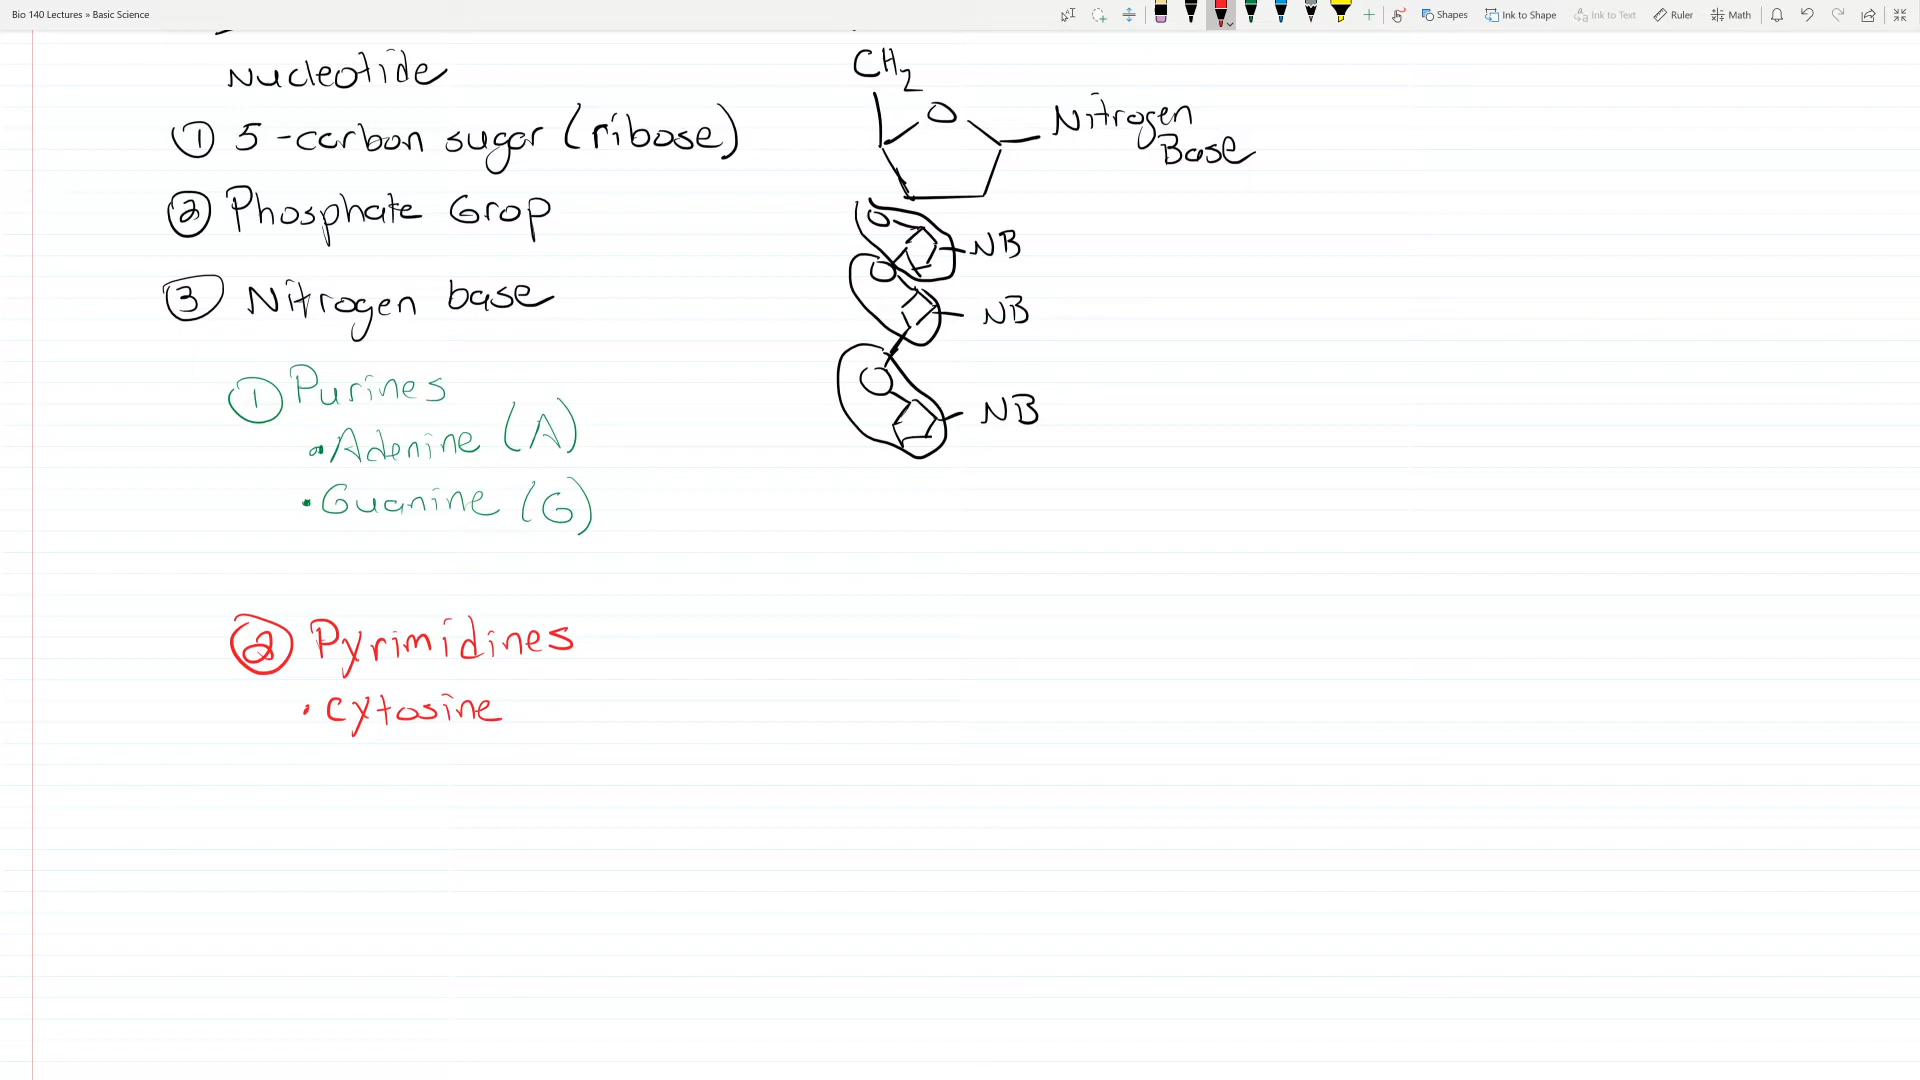 Bio 140 Lectures » Basic Science
Shapes Ink to Shape Ink to Text Ruler Math
Nucleotide
① 5-carbon sugar (ribose)
② Phosphate Grop
③ Nitrogen base
① Purines
• Adenine (A)
• Guanine (G)
② Pyrimidines
• Cytosine
CH2
O
Nitrogen
Base
NB
NB
NB